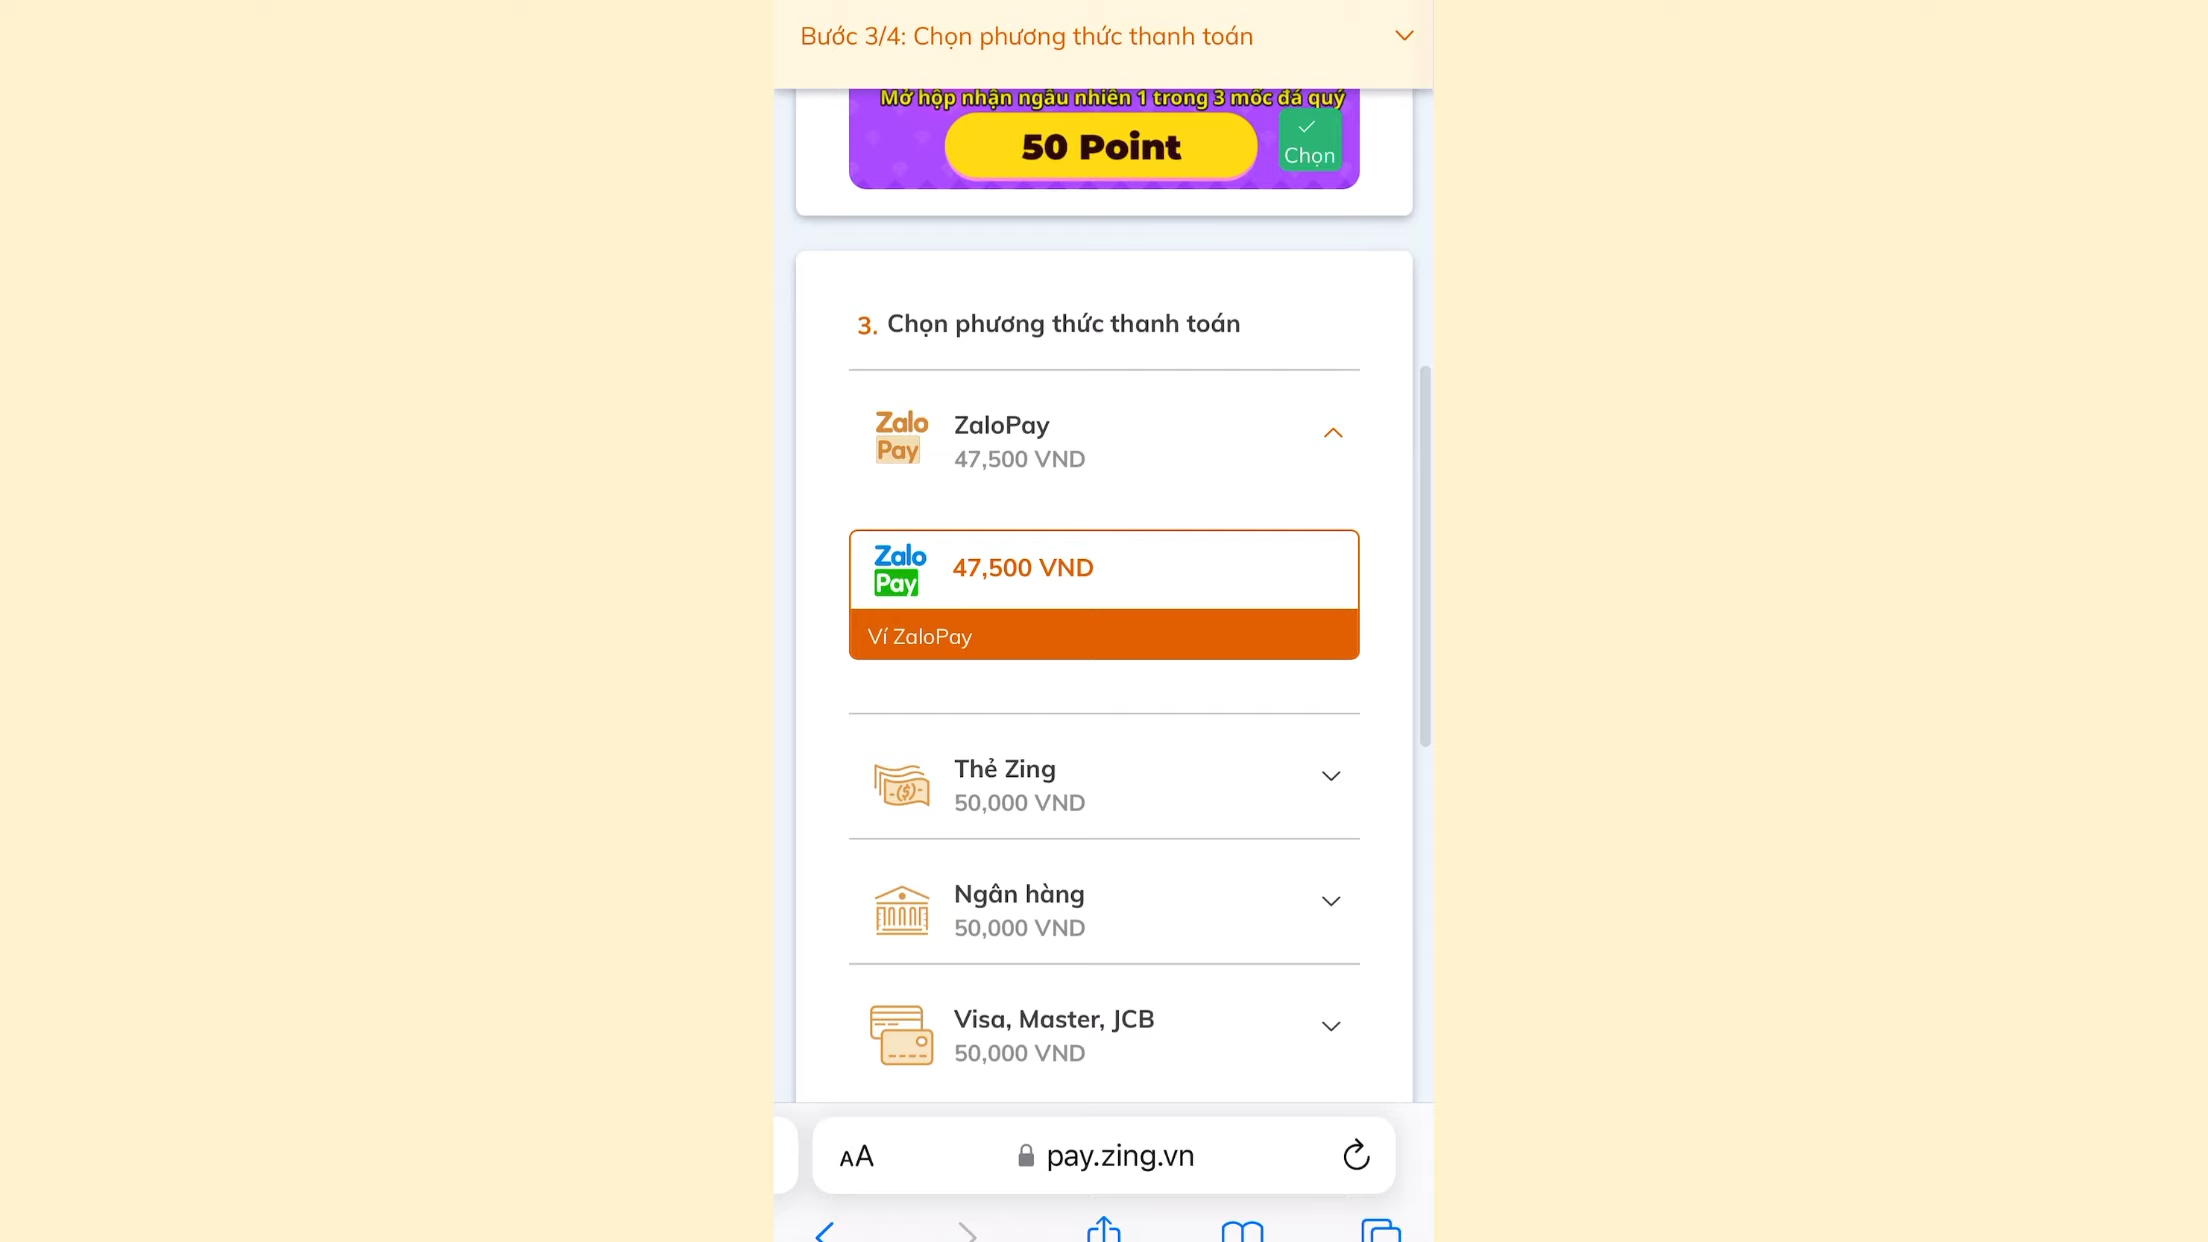 Bước 3/4: Chọn phương thức thanh toán
Mở hộp nhận ngẫu nhiên 1 trong 3 mốc đá quý
50 Point
Chọn
3. Chọn phương thức thanh toán
Zalo
Pay
ZaloPay
47,500 VND
Zalo
Pay
47,500 VND
Ví ZaloPay
Thẻ Zing
50,000 VND
Ngân hàng
50,000 VND
Visa, Master, JCB
50,000 VND
AA
pay.zing.vn